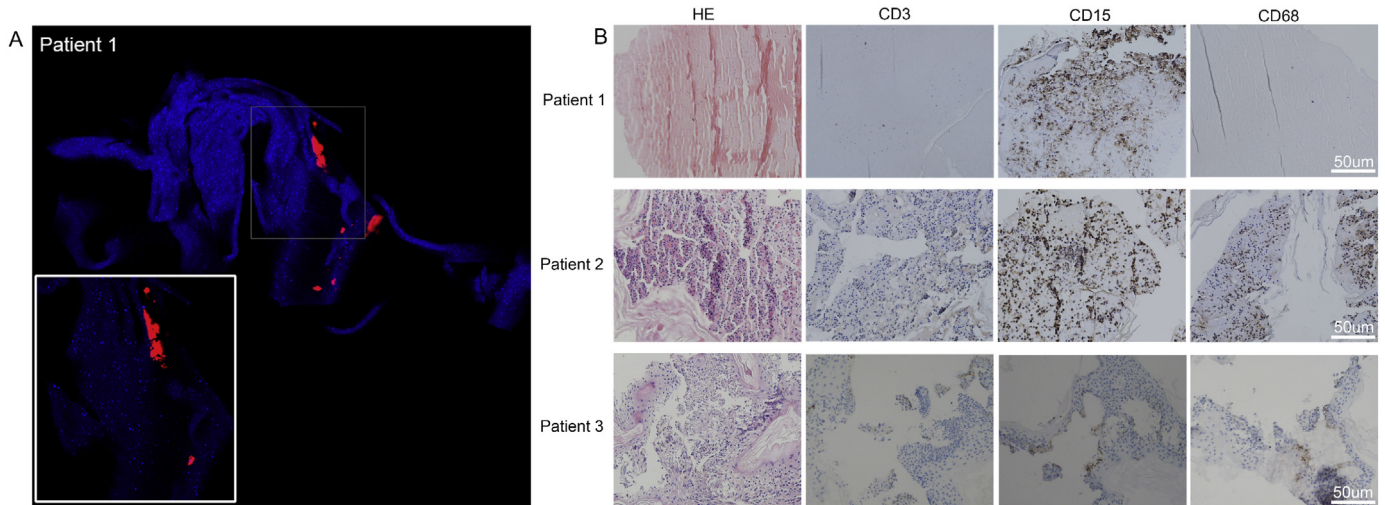 A
Patient 1
B
HE CD3 CD15 CD68
Patient 1
50um
Patient 2
50um
Patient 3
50um